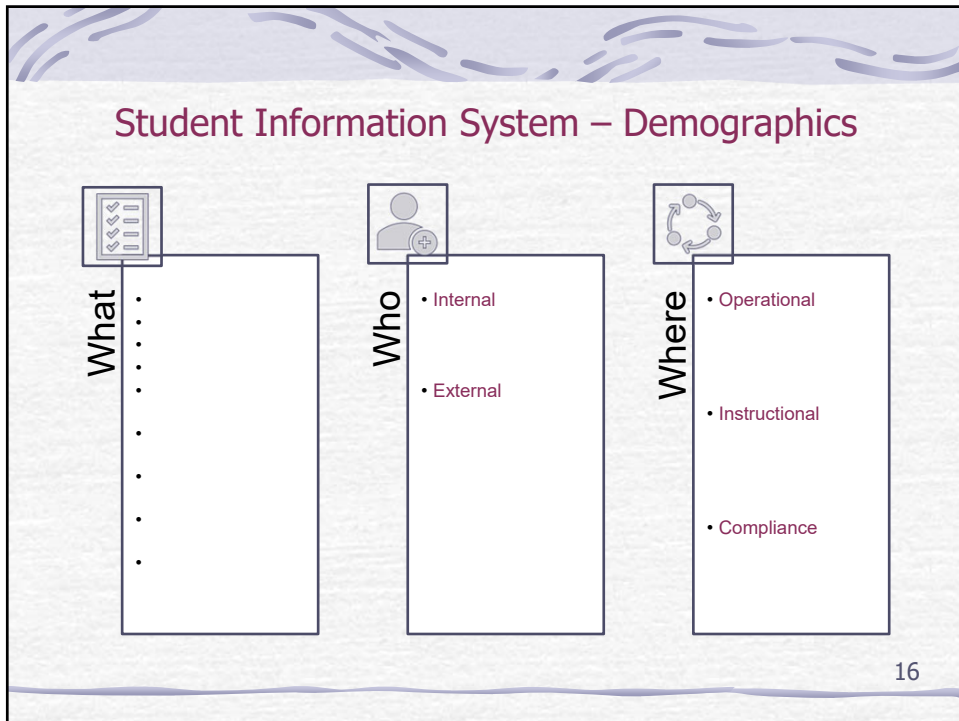 Student Information System – Demographics
What
•
•
•
•
•
•
•
•
•
Who
• Internal
• External
Where
• Operational
• Instructional
• Compliance
16